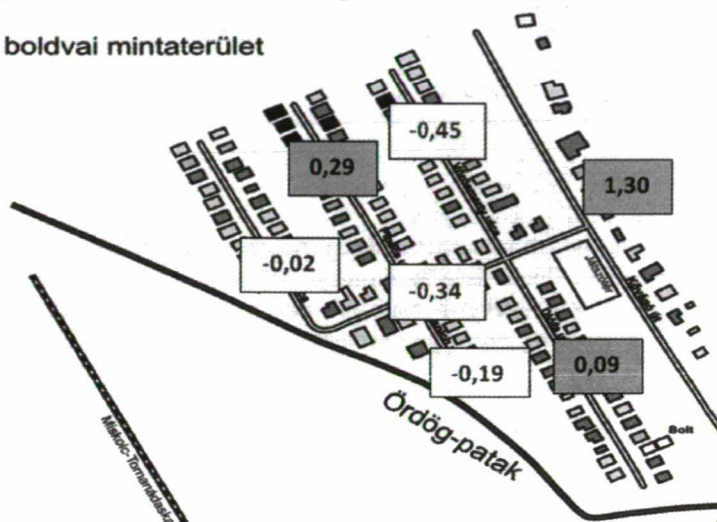 boldvai mintaterület
-0,45
0,29
1,30
-0,02
-0,34
-0,19
0,09
Ördög-patak
Bolt
Játszótér